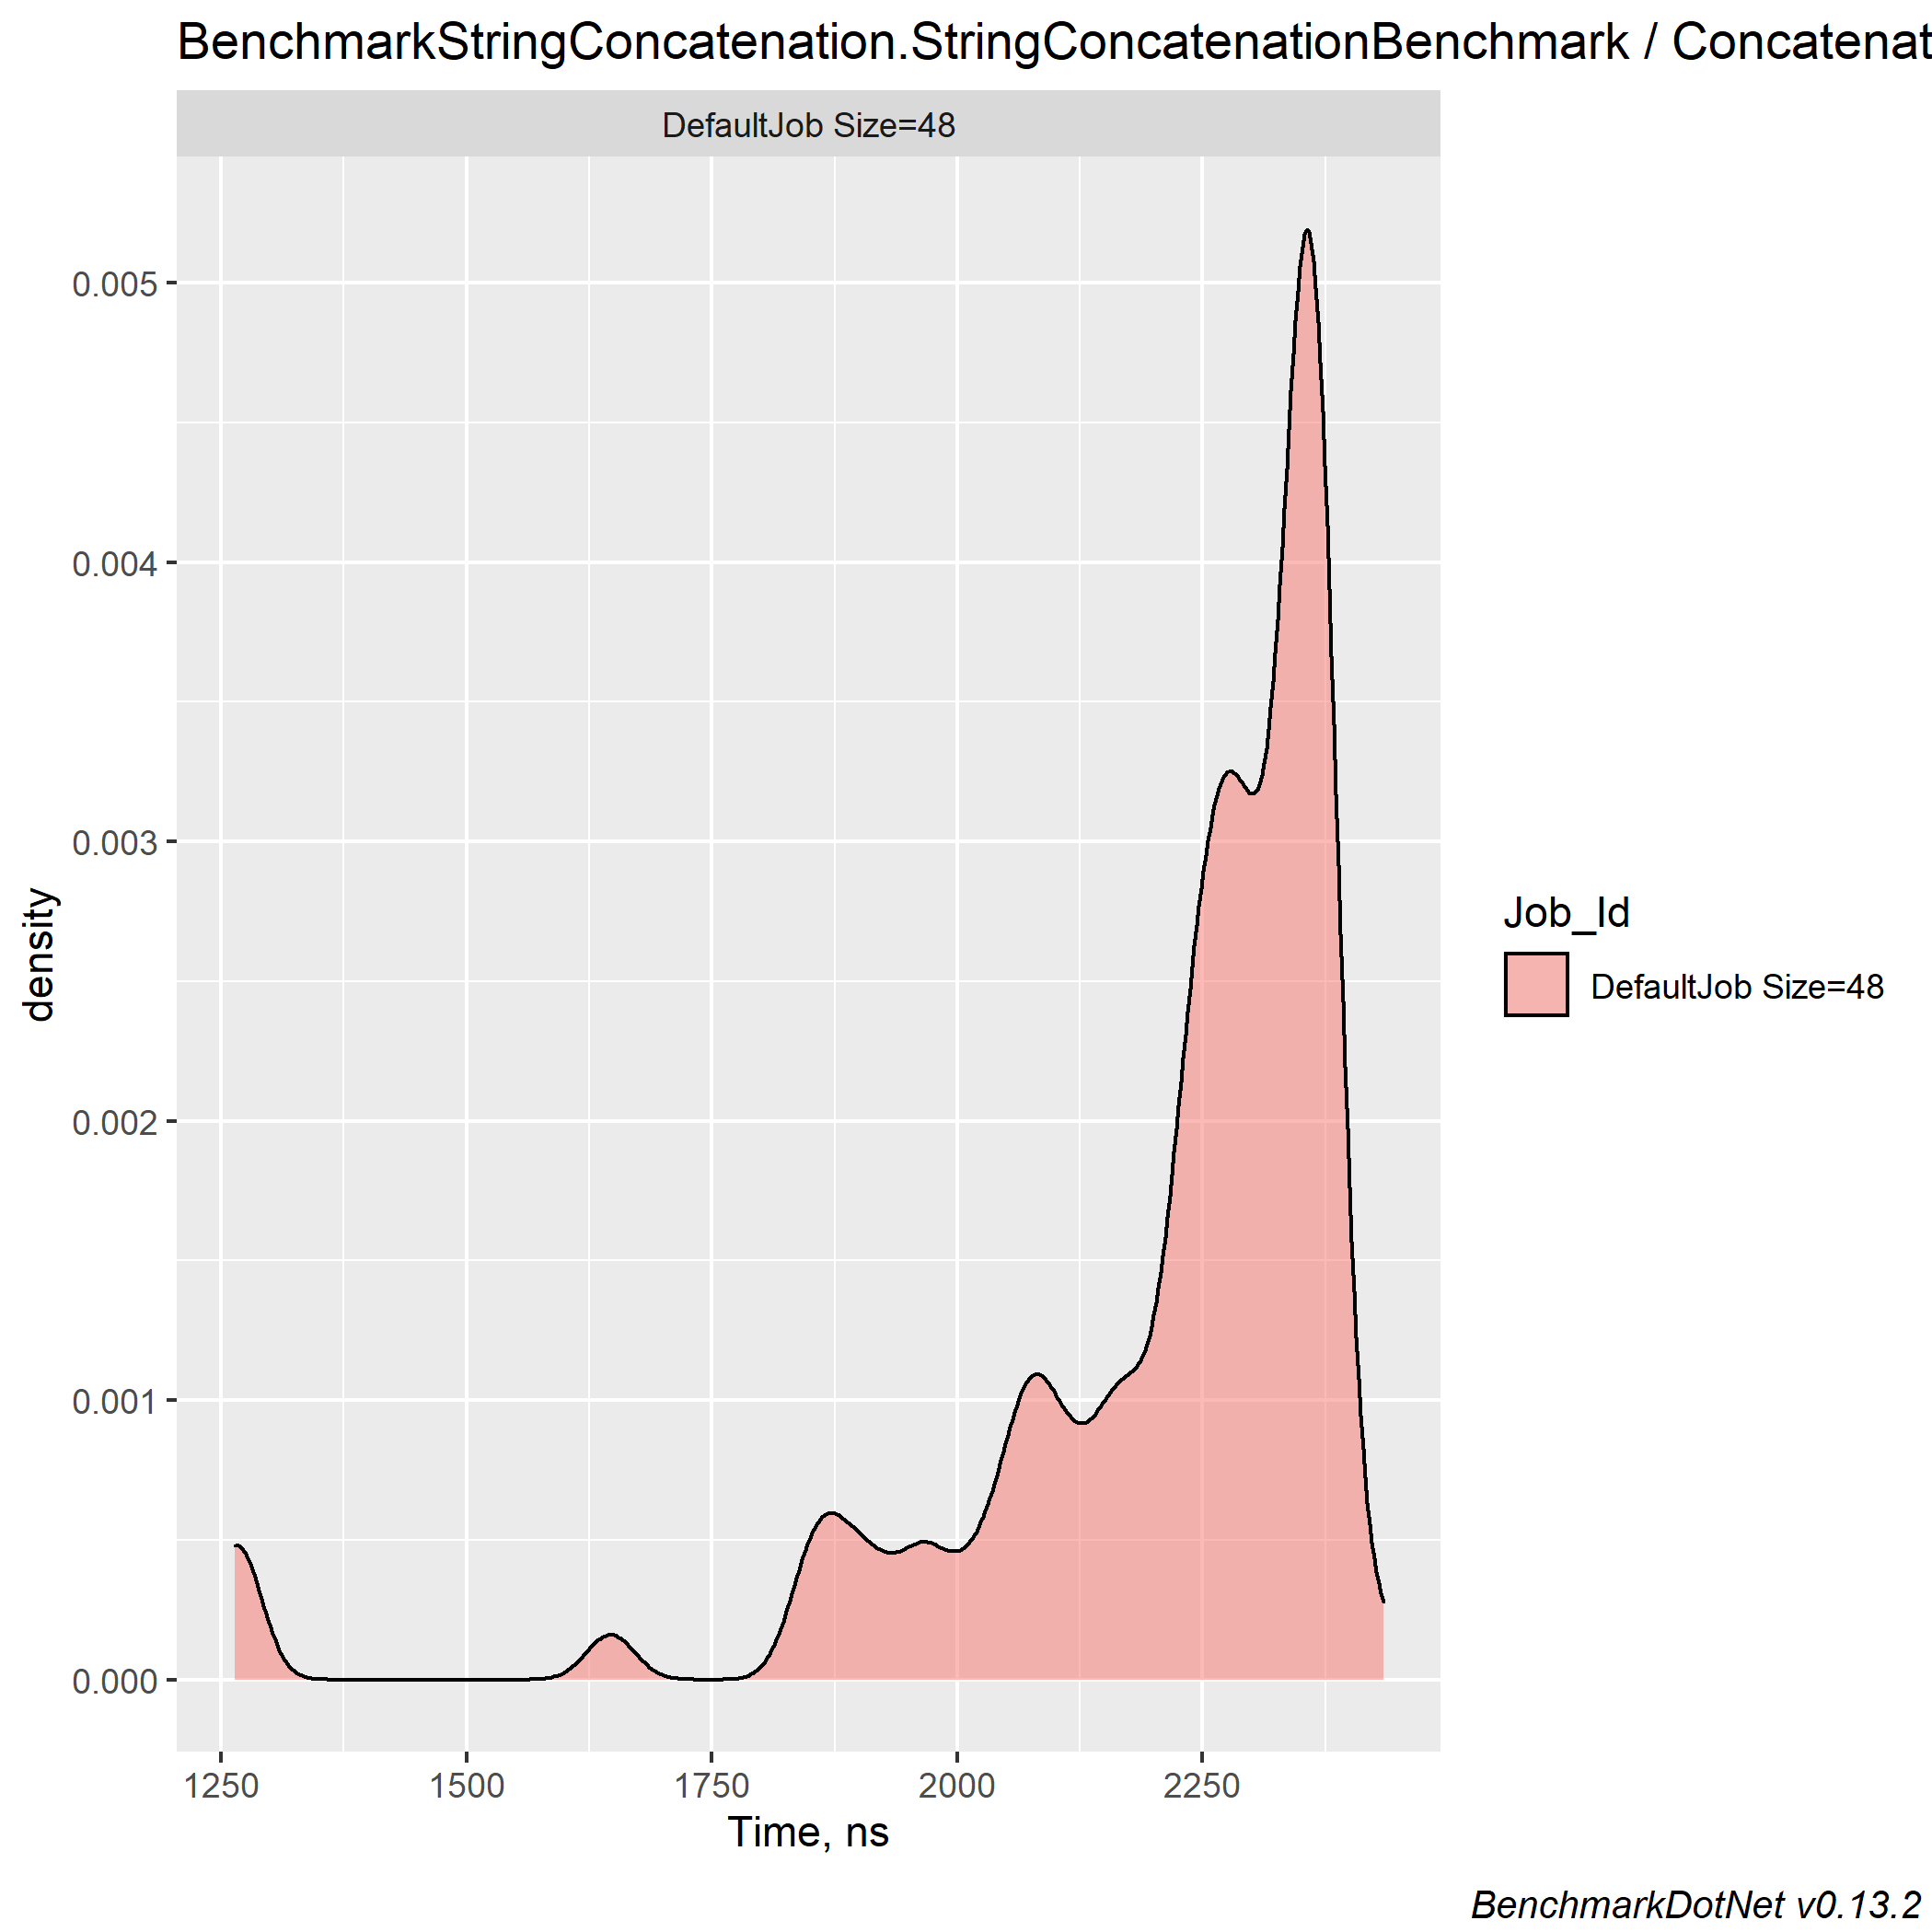 BenchmarkStringConcatenation.StringConcatenationBenchmark / Concatenat
DefaultJob Size=48
0.005
0.004
0.003
0.002
0.001
0.000
density
1250 1500 1750 2000 2250
Time, ns
Job_Id
DefaultJob Size=48
BenchmarkDotNet v0.13.2